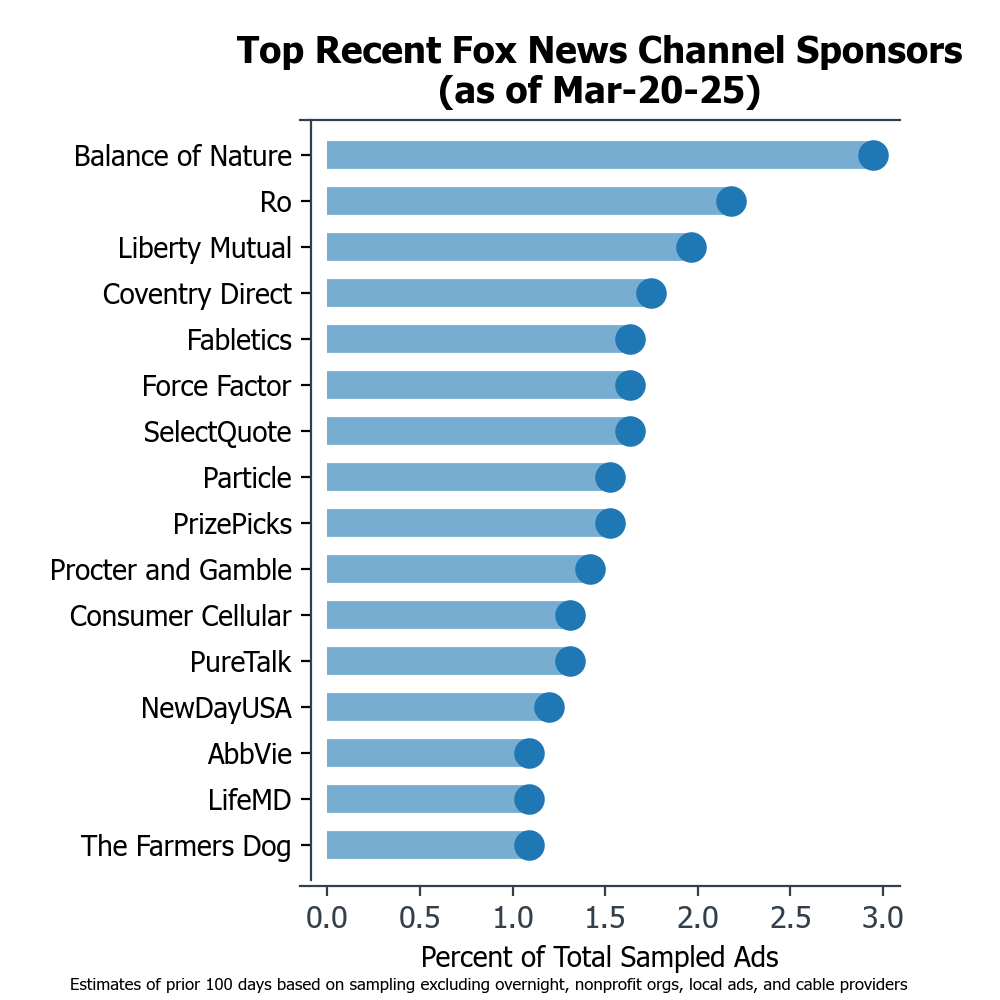 Top Recent Fox News Channel Sponsors
(as of Mar-20-25)
Balance of Nature
Ro
Liberty Mutual
Coventry Direct
Fabletics
Force Factor
SelectQuote
Particle
PrizePicks
Procter and Gamble
Consumer Cellular
PureTalk
NewDayUSA
AbbVie
LifeMD
The Farmers Dog
0.0 0.5 1.0 1.5 2.0 2.5 3.0
Percent of Total Sampled Ads
Estimates of prior 100 days based on sampling excluding overnight, nonprofit orgs, local ads, and cable providers